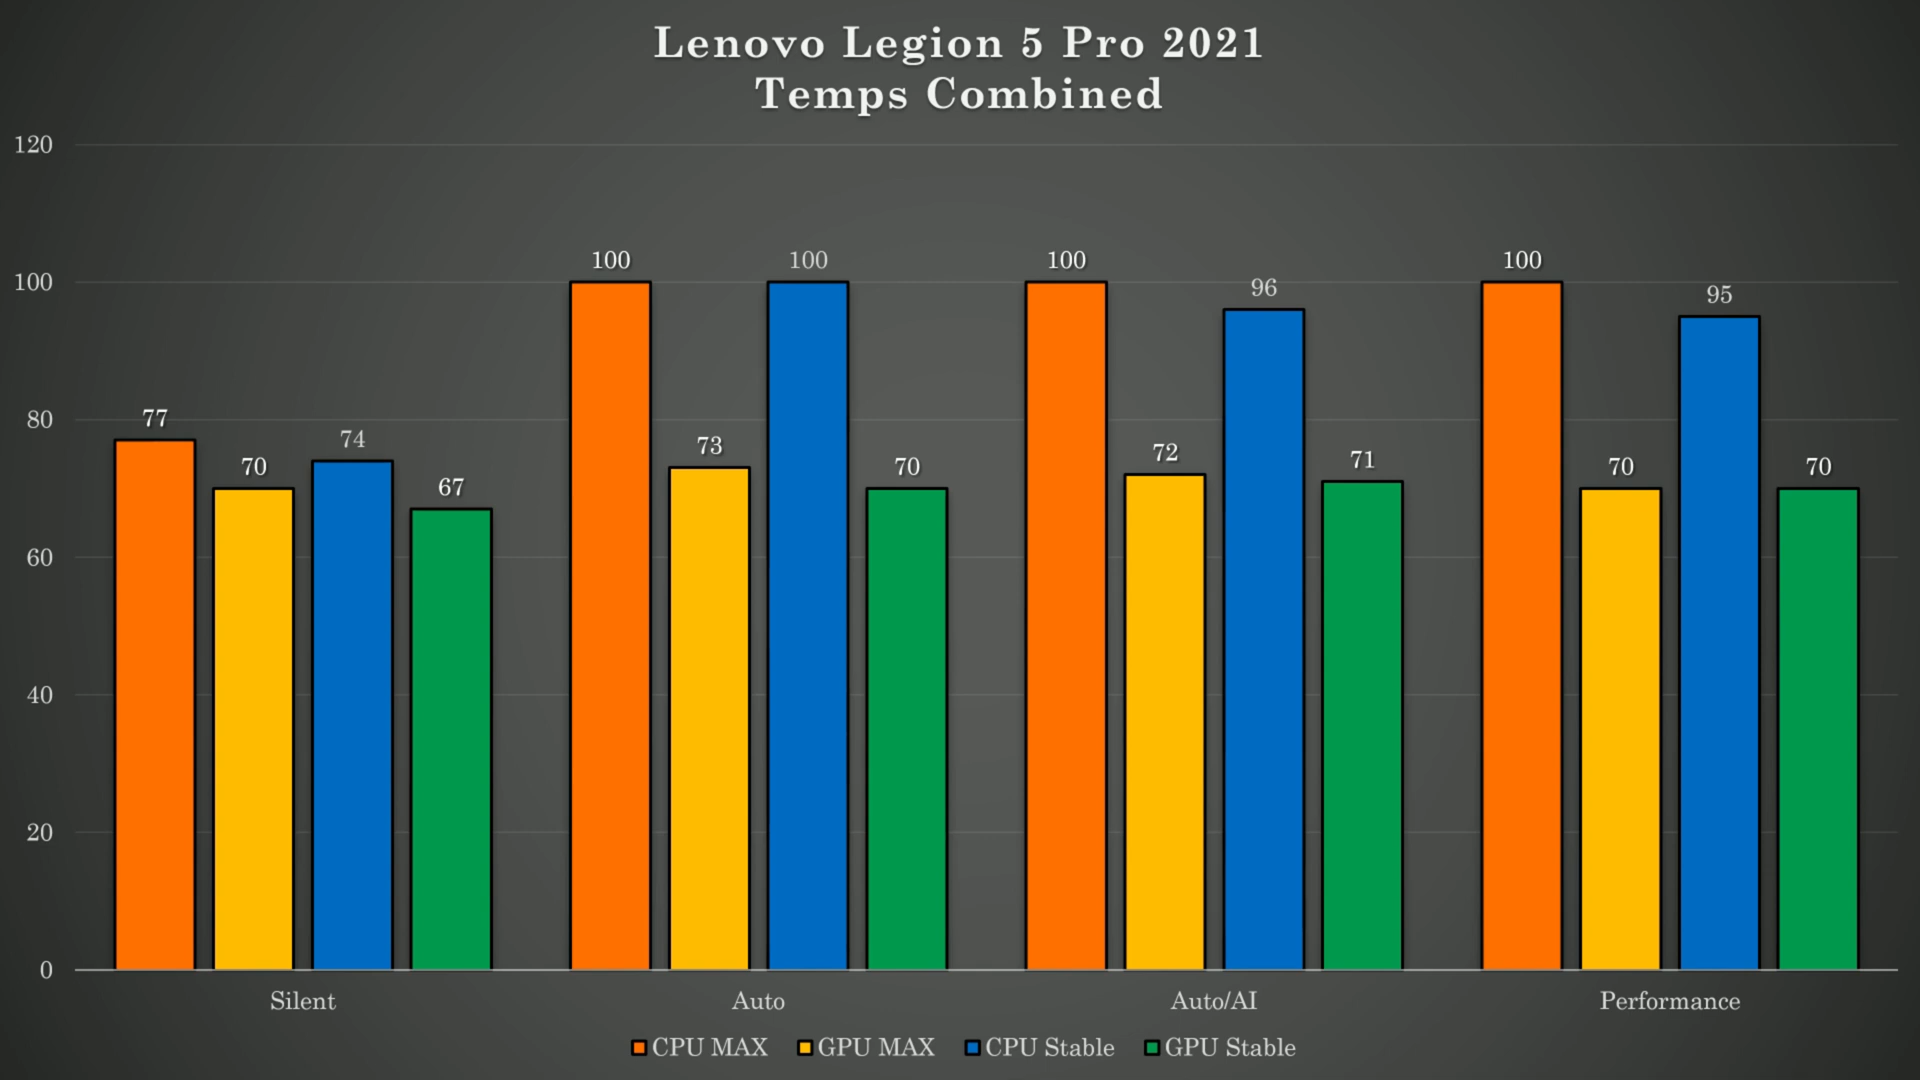 Lenovo Legion 5 Pro 2021
Temps Combined
120
100
80
60
40
20
0
77
70
74
67
100
73
100
70
100
72
96
71
100
70
95
70
Silent
Auto
Auto/AI
Performance
CPU MAX
GPU MAX
CPU Stable
GPU Stable